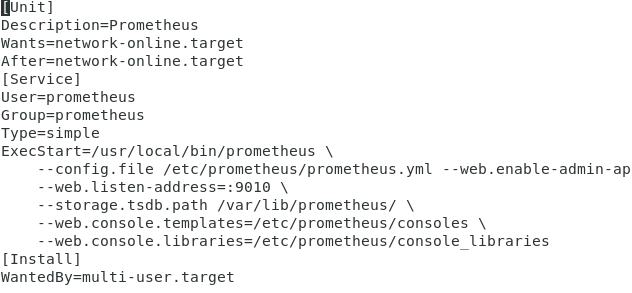 [Unit]
Description=Prometheus
Wants=network-online.target
After=network-online.target
[Service]
User=prometheus
Group=prometheus
Type=simple
ExecStart=/usr/local/bin/prometheus \
    --config.file /etc/prometheus/prometheus.yml --web.enable-admin-ap
    --web.listen-address=:9010 \
    --storage.tsdb.path /var/lib/prometheus/ \
    --web.console.templates=/etc/prometheus/consoles \
    --web.console.libraries=/etc/prometheus/console_libraries
[Install]
WantedBy=multi-user.target